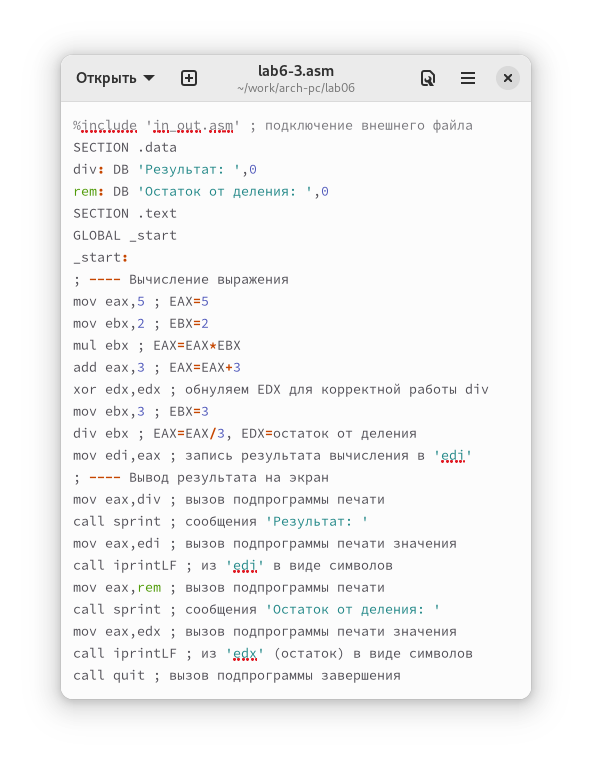 Открыть
lab6-3.asm
~/work/arch-pc/lab06
%include 'in_out.asm' ; подключение внешнего файла
SECTION .data
div: DB 'Результат: ',0
rem: DB 'Остаток от деления: ',0
SECTION .text
GLOBAL _start
_start:
; ---- Вычисление выражения
mov eax,5 ; EAX=5
mov ebx,2 ; EBX=2
mul ebx ; EAX=EAX*EBX
add eax,3 ; EAX=EAX+3
xor edx,edx ; обнуляем EDX для корректной работы div
mov ebx,3 ; EBX=3
div ebx ; EAX=EAX/3, EDX=остаток от деления
mov edi,eax ; запись результата вычисления в 'edi'
; ---- Вывод результата на экран
mov eax,div ; вызов подпрограммы печати
call sprint ; сообщения 'Результат: '
mov eax,edi ; вызов подпрограммы печати значения
call iprintLF ; из 'edi' в виде символов
mov eax,rem ; вызов подпрограммы печати
call sprint ; сообщения 'Остаток от деления: '
mov eax,edx ; вызов подпрограммы печати значения
call iprintLF ; из 'edx' (остаток) в виде символов
call quit ; вызов подпрограммы завершения